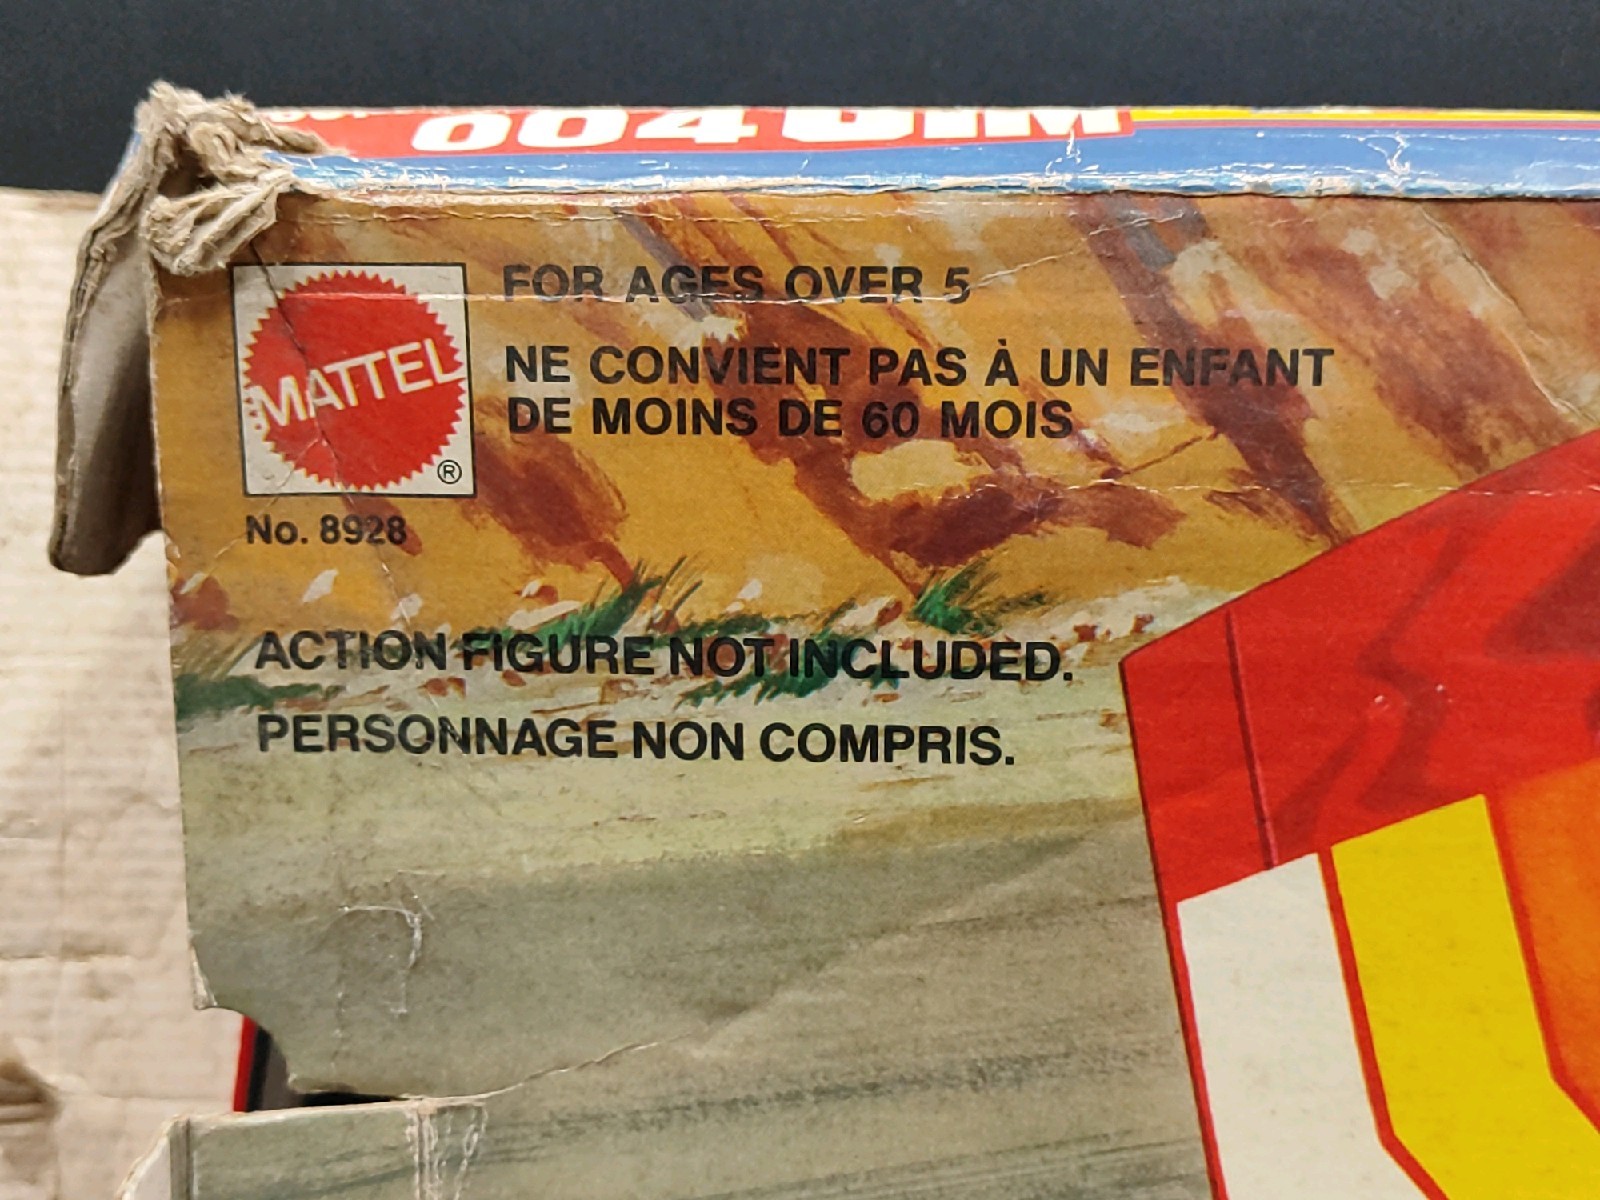 FOR AGES OVER 5
NE CONVIENT PAS À UN ENFANT
DE MOINS DE 60 MOIS
MATTEL
®
No. 8928
ACTION FIGURE NOT INCLUDED.
PERSONNAGE NON COMPRIS.